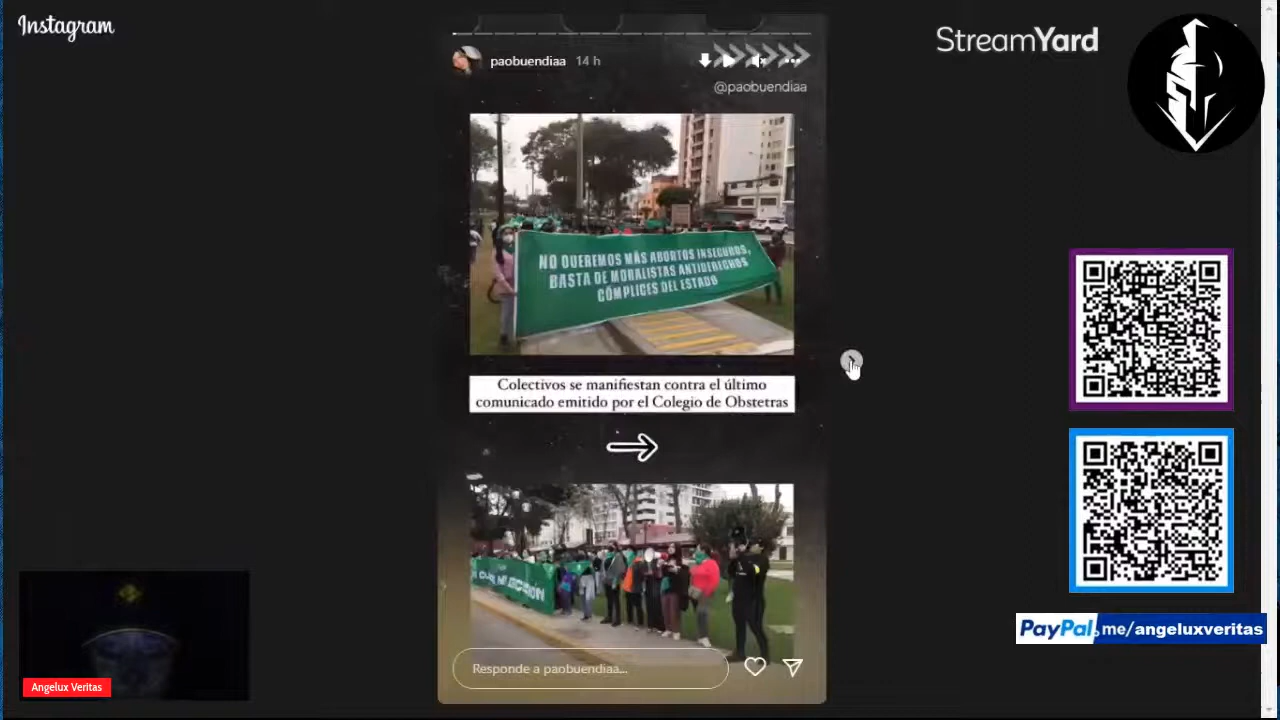 Instagram
StreamYard
paobuendiaa 14 h
@paobuendiaa
NO QUEREMOS MÁS ABORTOS INSEGUROS,
BASTA DE MORALISTAS ANTIDERECHOS
CÓMPLICES DEL ESTADO
Colectivos se manifiestan contra el último
comunicado emitido por el Colegio de Obstetras
Responde a paobuendiaa...
PayPal.me/angeluxveritas
Angelux Veritas